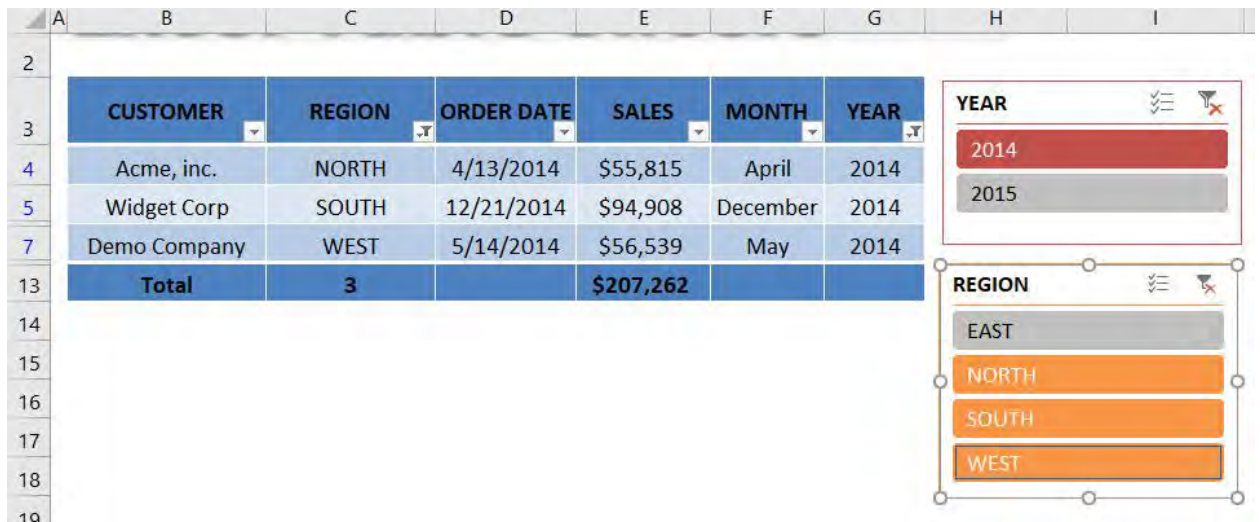 A B C D E F G H I
2
3 CUSTOMER REGION ORDER DATE SALES MONTH YEAR
4 Acme, inc. NORTH 4/13/2014 $55,815 April 2014
5 Widget Corp SOUTH 12/21/2014 $94,908 December 2014
7 Demo Company WEST 5/14/2014 $56,539 May 2014
13 Total 3 $207,262
14
15
16
17
18
19
YEAR
2014
2015
REGION
EAST
NORTH
SOUTH
WEST